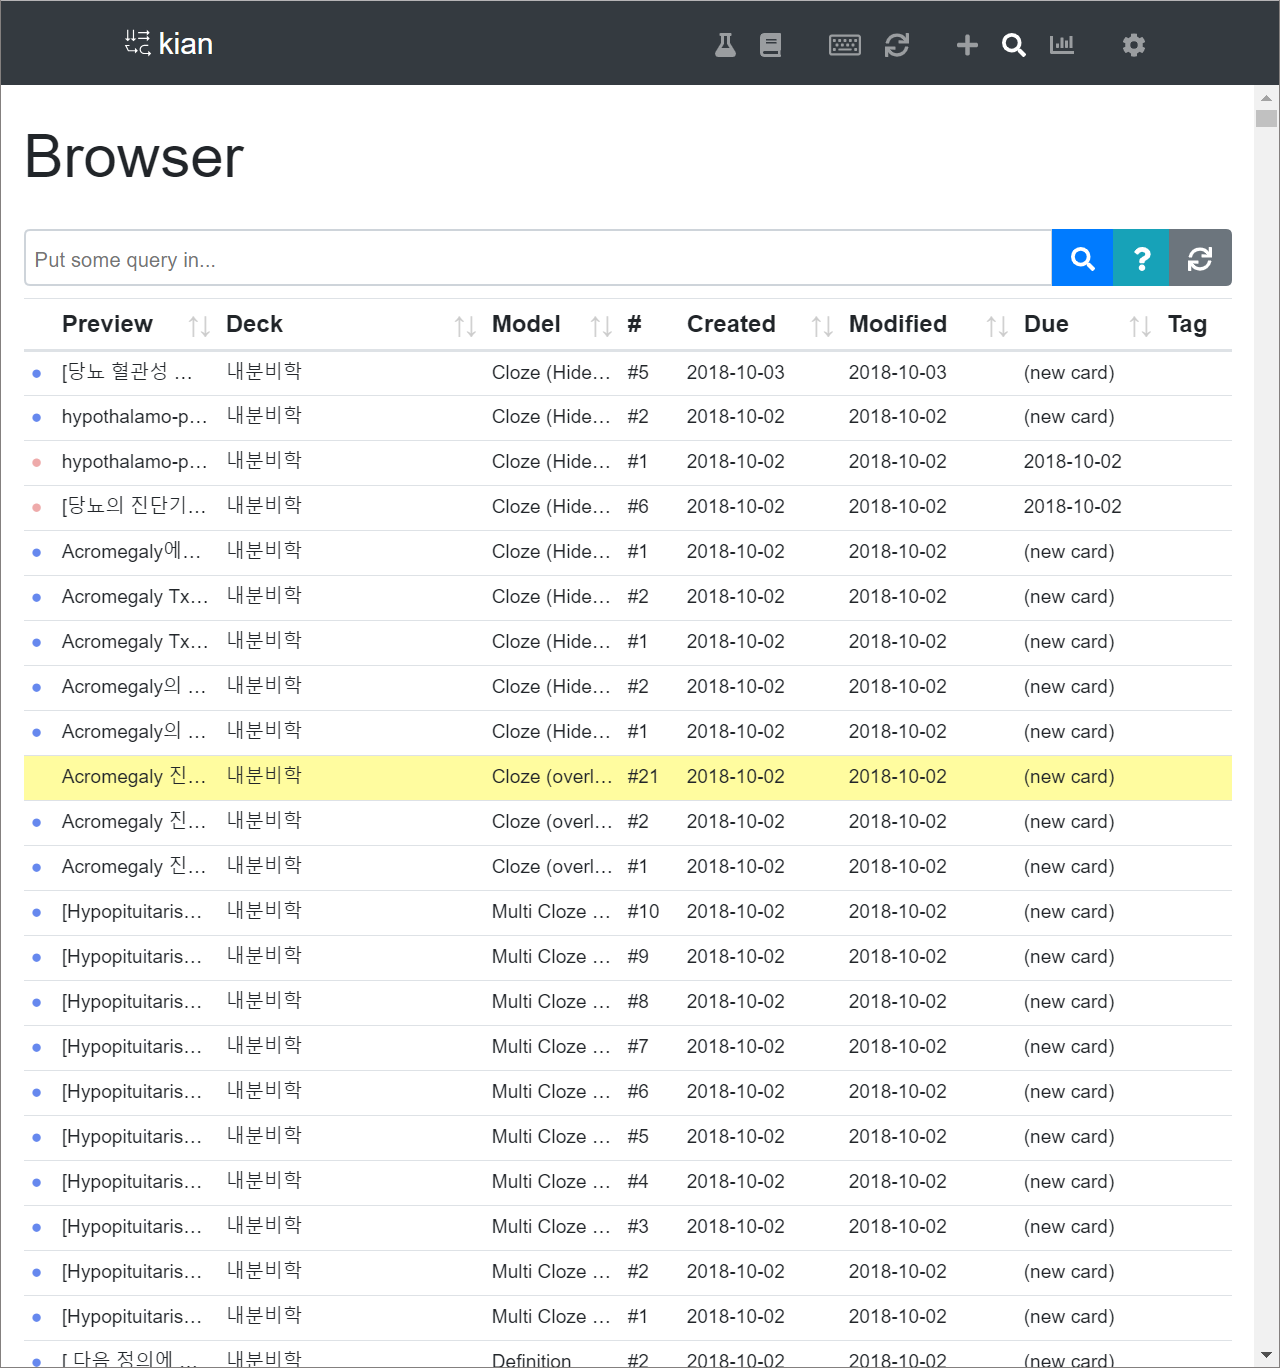 kian
Browser
Put some query in...
Preview Deck Model # Created Modified Due Tag
[당뇨 혈관성 ... 내분비학 Cloze (Hide... #5 2018-10-03 2018-10-03 (new card)
hypothalamo-p... 내분비학 Cloze (Hide... #2 2018-10-02 2018-10-02 (new card)
hypothalamo-p... 내분비학 Cloze (Hide... #1 2018-10-02 2018-10-02 2018-10-02
[당뇨의 진단기... 내분비학 Cloze (Hide... #6 2018-10-02 2018-10-02 2018-10-02
Acromegaly에... 내분비학 Cloze (Hide... #1 2018-10-02 2018-10-02 (new card)
Acromegaly Tx... 내분비학 Cloze (Hide... #2 2018-10-02 2018-10-02 (new card)
Acromegaly Tx... 내분비학 Cloze (Hide... #1 2018-10-02 2018-10-02 (new card)
Acromegaly의 ... 내분비학 Cloze (Hide... #2 2018-10-02 2018-10-02 (new card)
Acromegaly의 ... 내분비학 Cloze (Hide... #1 2018-10-02 2018-10-02 (new card)
Acromegaly 진... 내분비학 Cloze (overl... #21 2018-10-02 2018-10-02 (new card)
Acromegaly 진... 내분비학 Cloze (overl... #2 2018-10-02 2018-10-02 (new card)
Acromegaly 진... 내분비학 Cloze (overl... #1 2018-10-02 2018-10-02 (new card)
[Hypopituitaris... 내분비학 Multi Cloze ... #10 2018-10-02 2018-10-02 (new card)
[Hypopituitaris... 내분비학 Multi Cloze ... #9 2018-10-02 2018-10-02 (new card)
[Hypopituitaris... 내분비학 Multi Cloze ... #8 2018-10-02 2018-10-02 (new card)
[Hypopituitaris... 내분비학 Multi Cloze ... #7 2018-10-02 2018-10-02 (new card)
[Hypopituitaris... 내분비학 Multi Cloze ... #6 2018-10-02 2018-10-02 (new card)
[Hypopituitaris... 내분비학 Multi Cloze ... #5 2018-10-02 2018-10-02 (new card)
[Hypopituitaris... 내분비학 Multi Cloze ... #4 2018-10-02 2018-10-02 (new card)
[Hypopituitaris... 내분비학 Multi Cloze ... #3 2018-10-02 2018-10-02 (new card)
[Hypopituitaris... 내분비학 Multi Cloze ... #2 2018-10-02 2018-10-02 (new card)
[Hypopituitaris... 내분비학 Multi Cloze ... #1 2018-10-02 2018-10-02 (new card)
[ 다음 정의에 ... 내분비학 Definition #2 2018-10-02 2018-10-02 (new card)